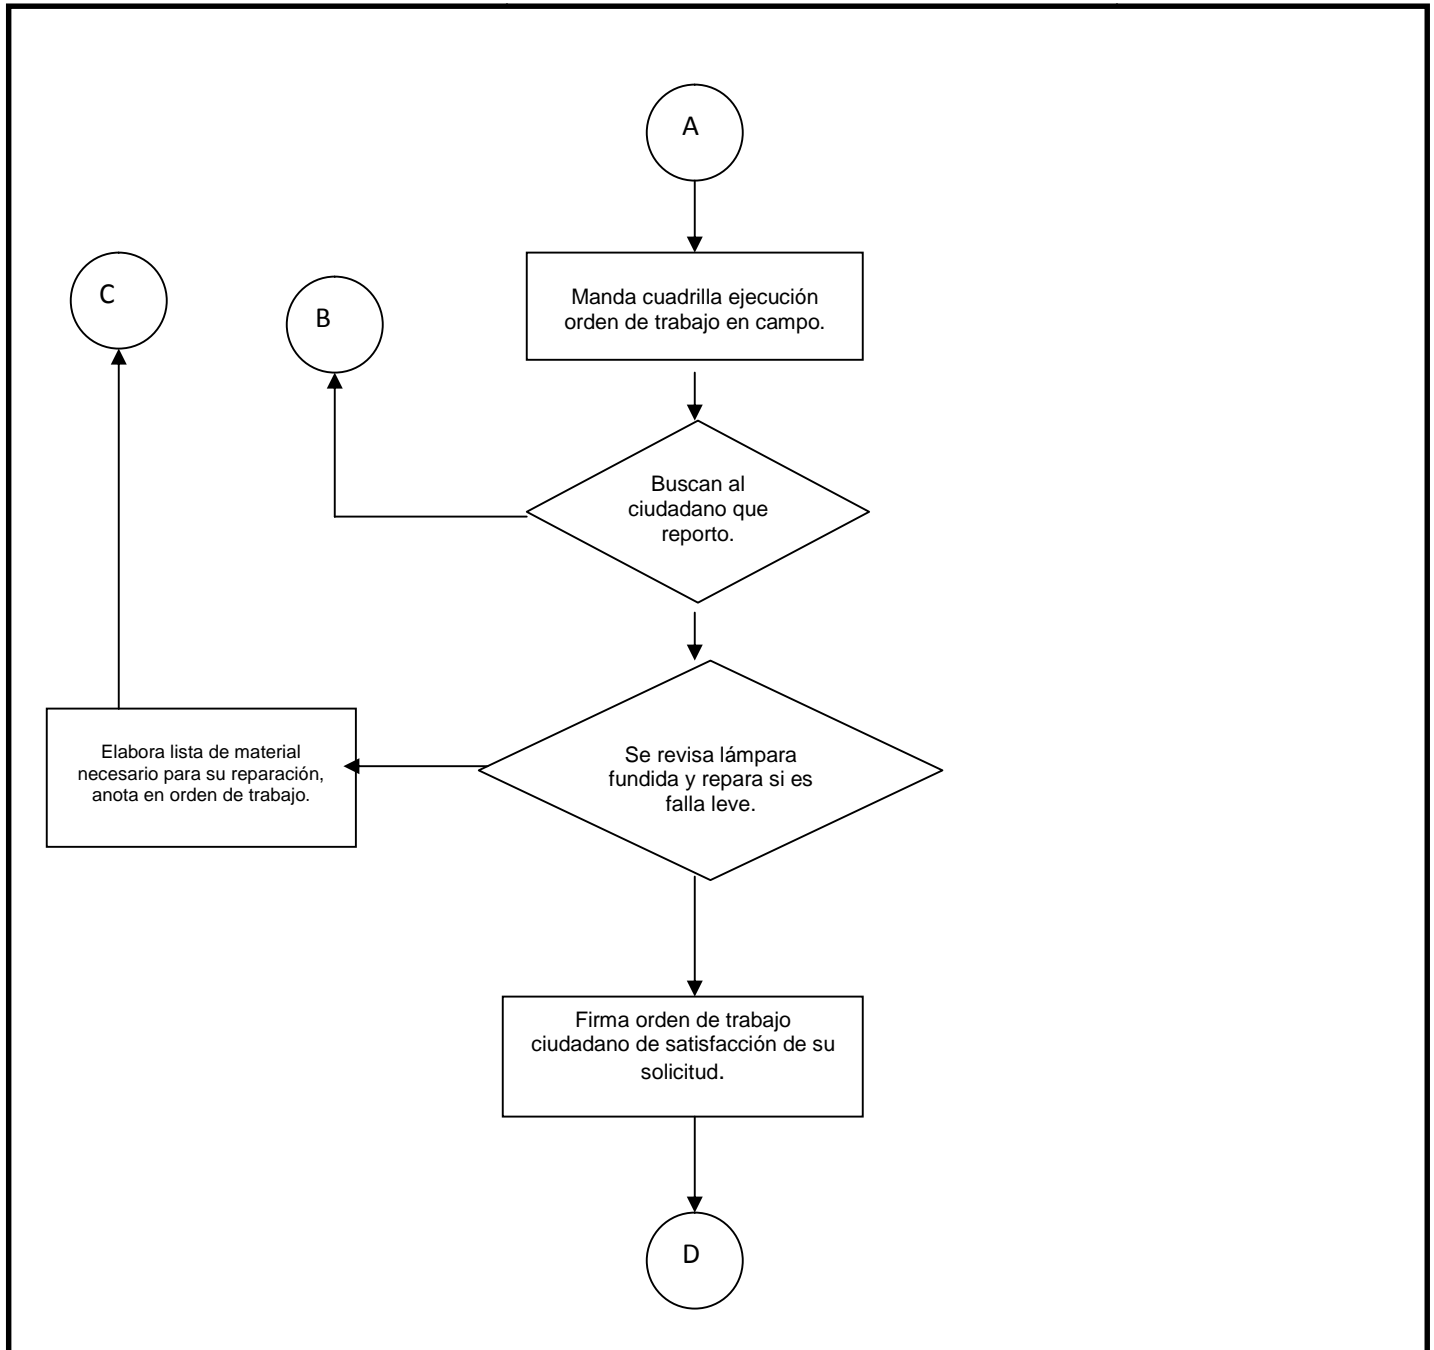 A
Manda cuadrilla ejecución
orden de trabajo en campo.
C
B
Buscan al
ciudadano que
reporto.
Se revisa lámpara
fundida y repara si es
falla leve.
Elabora lista de material
necesario para su reparación,
anota en orden de trabajo.
Firma orden de trabajo
ciudadano de satisfacción de su
solicitud.
D